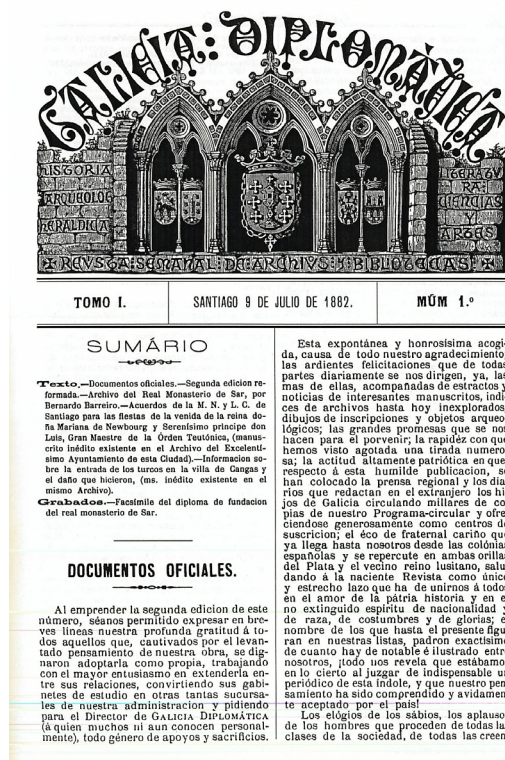 GALICIA: DIPLOMÁTICA
HISTORIA
ARQUEOLOG
Y
HERALDICA
LITERATU
RA:
CIENCIAS
Y
ARTES
REVSTA: SEMANAL: DE: ARCHIVS: Y: BIBLIOTECAS:
TOMO I.
SANTIAGO 9 DE JULIO DE 1882.
MÚM 1.º
SUMÁRIO
Texto.—Documentos oficiales.—Segunda edicion re-
formada.—Archivo del Real Monasterio de Sar, por
Bernardo Barreiro.—Acuerdos de la M. N. y L. C. de
Santiago para las fiestas de la venida de la reina do-
ña Mariana de Newbourg y Serenísimo principe don
Luis, Gran Maestre de la Órden Teutónica, (manus-
crito inédito existente en el Archivo del Excelentí-
simo Ayuntamiento de esta Ciudad).—Informacion so-
bre la entrada de los turcos en la villa de Cangas y
el daño que hicieron, (ms. inédito existente en el
mismo Archivo).
Grabados.—Facsímile del diploma de fundacion
del real monasterio de Sar.
DOCUMENTOS OFICIALES.
Al emprender la segunda edicion de este
número, séanos permitido expresar en bre-
ves líneas nuestra profunda gratitud á to-
dos aquellos que, cautivados por el levan-
tado pensamiento de nuestra obra, se dig-
naron adoptarla como propia, trabajando
con el mayor entusiasmo en extenderla en-
tre sus relaciones, convirtiendo sus gabi-
netes de estudio en otras tantas sucursa-
les de nuestra administracion y pidiendo
para el Director de GALICIA DIPLOMÁTICA
(á quien muchos ni aun conocen personal-
mente), todo género de apoyos y sacrificios.
Esta expontánea y honrosísima acogi-
da, causa de todo nuestro agradecimiento,
las ardientes felicitaciones que de todas
partes diariamente se nos dirigen, ya, las
mas de ellas, acompañadas de estractos y
noticias de interesantes manuscritos, indi-
ces de archivos hasta hoy inexplorados,
dibujos de inscripciones y objetos arqueo
lógicos; las grandes promesas que se nos
hacen para el porvenir; la rapidéz con que
hemos visto agotada una tirada numero-
sa; la actitud altamente patriótica en que,
respecto á esta humilde publicacion, se
han colocado la prensa regional y los dia
rios que redactan en el extranjero los hi-
jos de Galicia circulando millares de co-
pias de nuestro Programa-circular y ofre
ciendose generosamente como centros de
suscricion; el éco de fraternal cariño que
ya llega hasta nosotros desde las colónias
españolas y se repercute en ambas orillas
del Plata y el vecino reino lusitano, salu
dando á la naciente Revista como único
y estrecho lazo que ha de unirnos á todos
en el amor de la pátria historia y en el
no extinguido espíritu de nacionalidad y
de raza, de costumbres y de glorias; el
nombre de los que hasta el presente figu
ran en nuestras listas, padron exactísimo
de cuanto hay de notable é ilustrado entre
nosotros, ¡todo nos revela que estábamos
en lo cierto al juzgar de indispensable un
periódico de esta índole, y que nuestro pen
samiento ha sido comprendido y avidamen
te aceptado por el pais!
Los elógios de los sábios, los aplausos
de los hombres que proceden de todas las
clases de la sociedad, de todas las creen